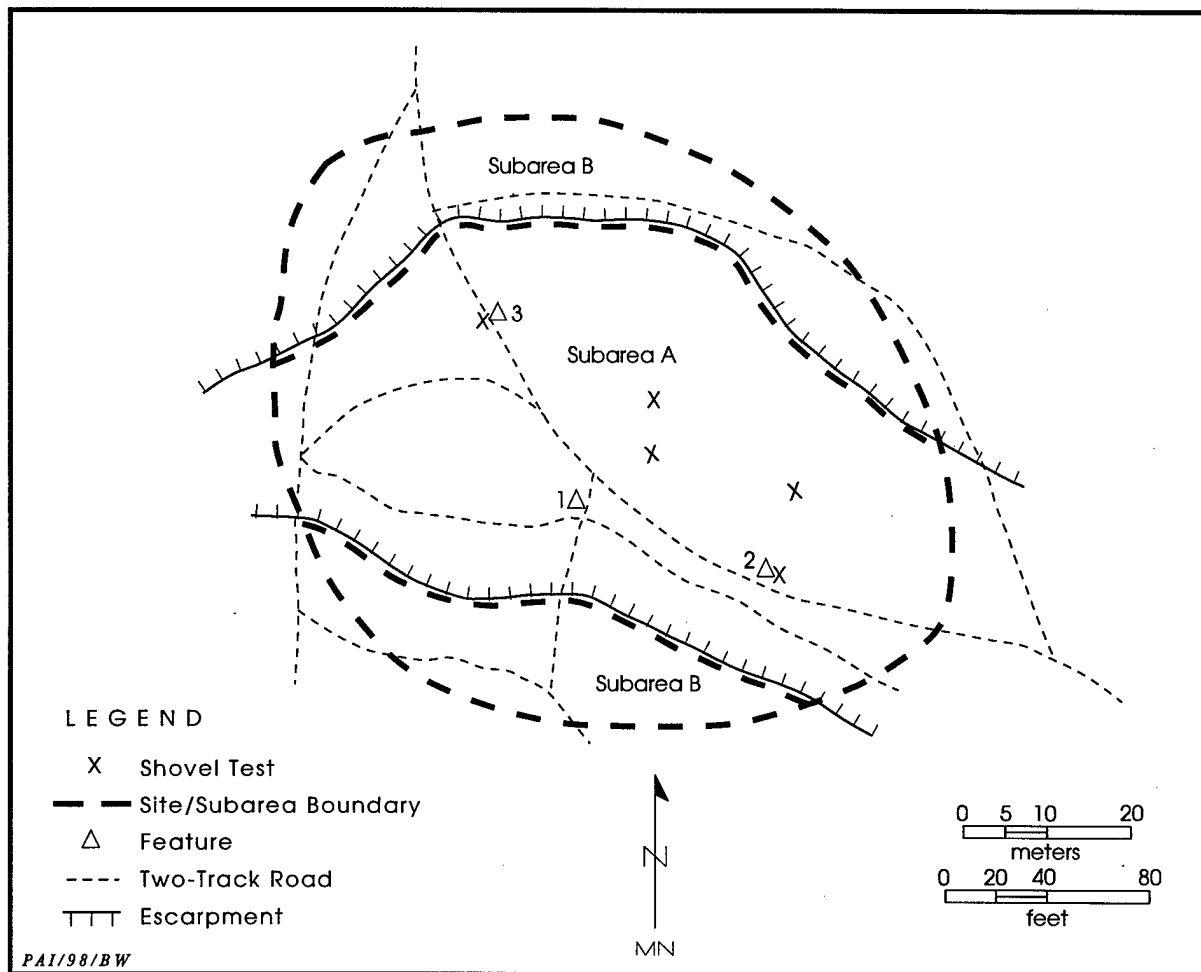 Subarea B
3
Subarea A
1
2
Subarea B
LEGEND
X Shovel Test
Site/Subarea Boundary
Feature
Two-Track Road
Escarpment
N
MN
0 5 10 20
meters
0 20 40 80
feet
PAI/98/BW